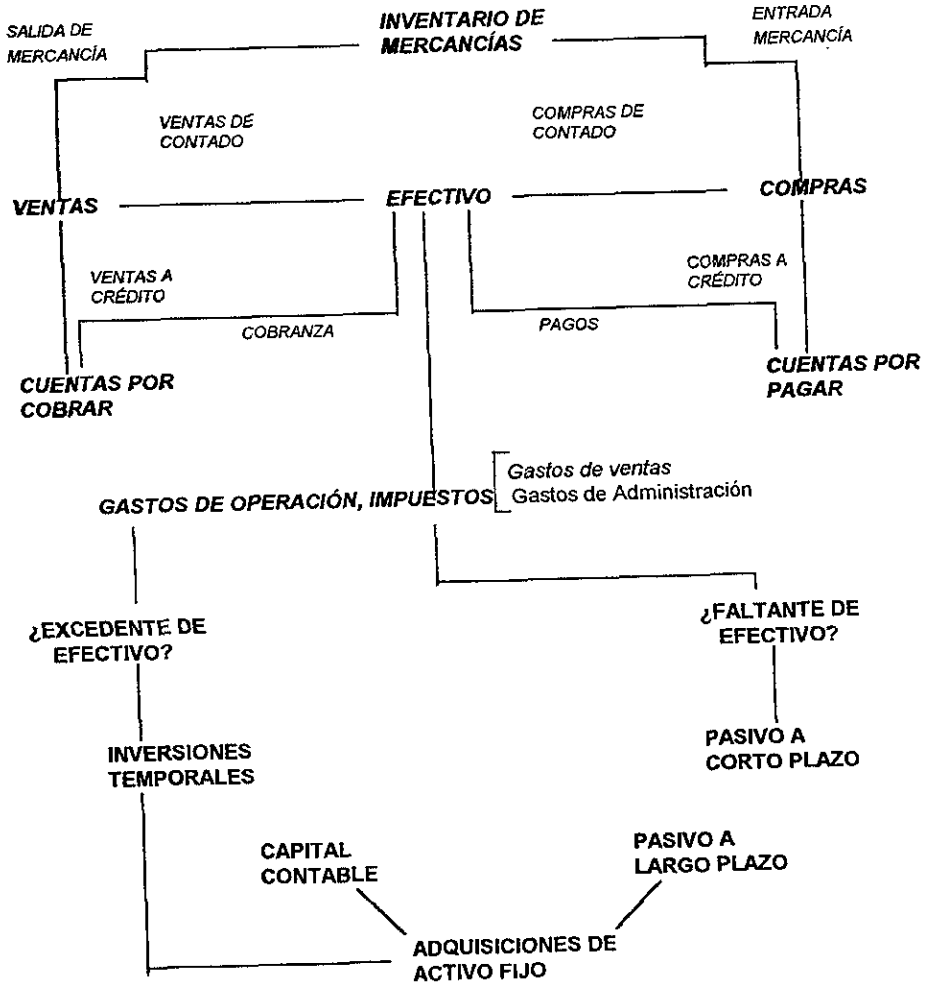 SALIDA DE
MERCANCÍA
INVENTARIO DE
MERCANCÍAS
ENTRADA
MERCANCÍA
VENTAS DE
CONTADO
COMPRAS DE
CONTADO
VENTAS
EFECTIVO
COMPRAS
VENTAS A
CRÉDITO
COMPRAS A
CRÉDITO
COBRANZA
PAGOS
CUENTAS POR
COBRAR
CUENTAS POR
PAGAR
GASTOS DE OPERACIÓN, IMPUESTOS
Gastos de ventas
Gastos de Administración
¿EXCEDENTE DE
EFECTIVO?
¿FALTANTE DE
EFECTIVO?
INVERSIONES
TEMPORALES
PASIVO A
CORTO PLAZO
CAPITAL
CONTABLE
PASIVO A
LARGO PLAZO
ADQUISICIONES DE
ACTIVO FIJO